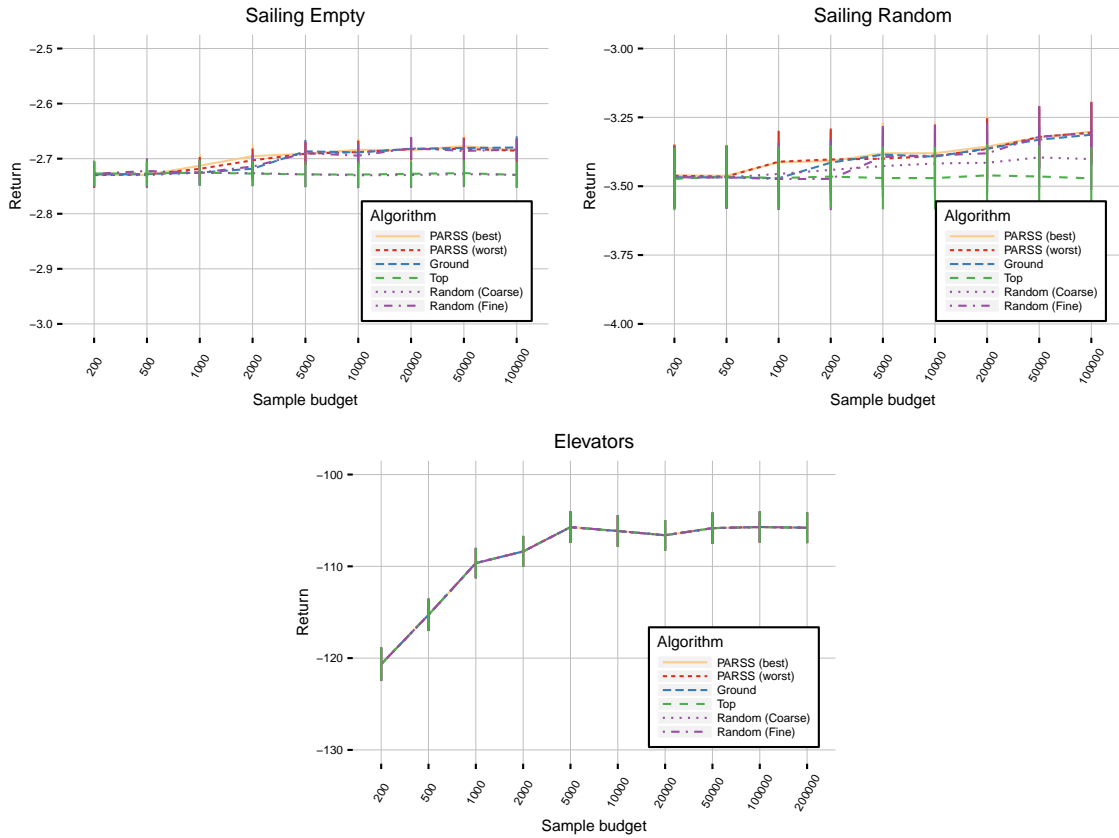 Sailing Empty
−2.5
−2.6
−2.7
−2.8
−2.9
−3.0
Return
200
500
1000
2000
5000
10000
20000
50000
100000
Sample budget
Algorithm
PARSS (best)
PARSS (worst)
Ground
Top
Random (Coarse)
Random (Fine)
Sailing Random
−3.00
−3.25
−3.50
−3.75
−4.00
Return
200
500
1000
2000
5000
10000
20000
50000
100000
Sample budget
Algorithm
PARSS (best)
PARSS (worst)
Ground
Top
Random (Coarse)
Random (Fine)
Elevators
−100
−110
−120
−130
Return
200
500
1000
2000
5000
10000
20000
50000
100000
200000
Sample budget
Algorithm
PARSS (best)
PARSS (worst)
Ground
Top
Random (Coarse)
Random (Fine)